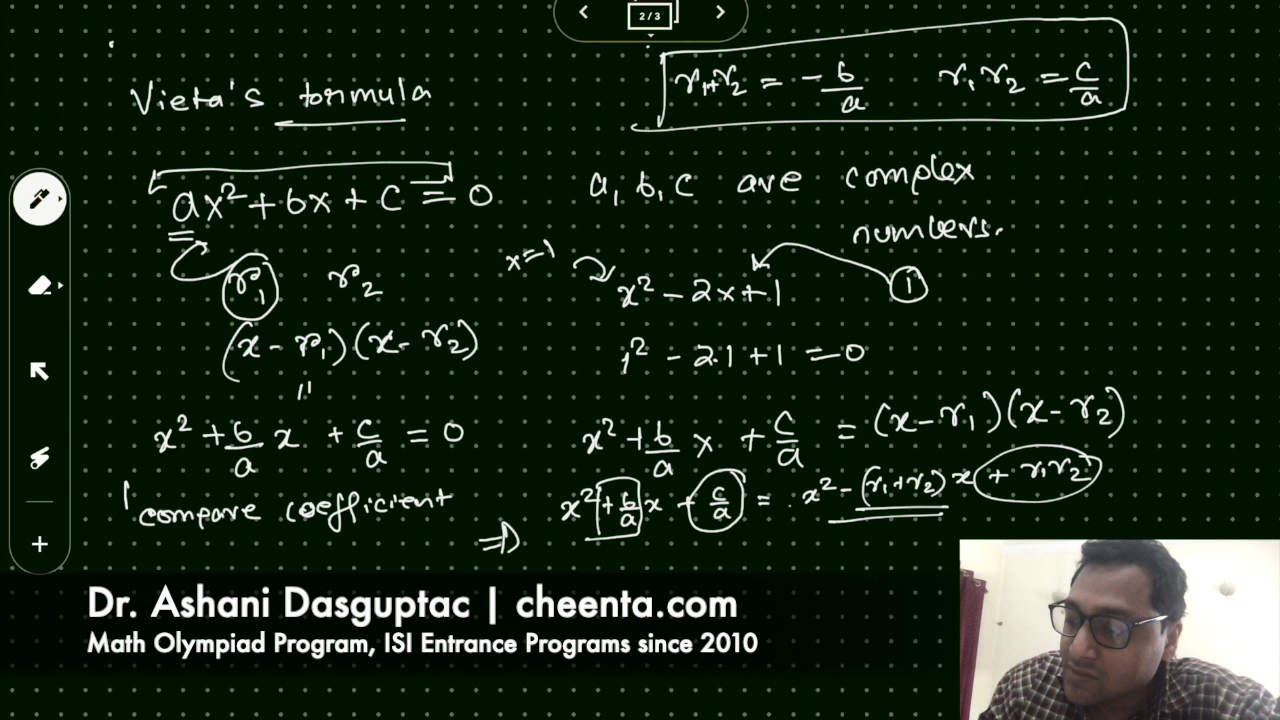 < 2/3 >
Vieta's formula
r₁+r₂ = -b/a r₁r₂ = c/a
ax² + bx + c = 0
a, b, c are complex
numbers.
r₁ r₂
x=1
x² - 2x + 1
1
(x - r₁)(x - r₂)
1² - 2.1 + 1 = 0
x² + b/a x + c/a = 0
x² + b/a x + c/a = (x - r₁)(x - r₂)
compare coefficient
⇒ x² + b/a x + c/a = x² - (r₁+r₂)x + r₁r₂
Dr. Ashani Dasguptac | cheenta.com
Math Olympiad Program, ISI Entrance Programs since 2010